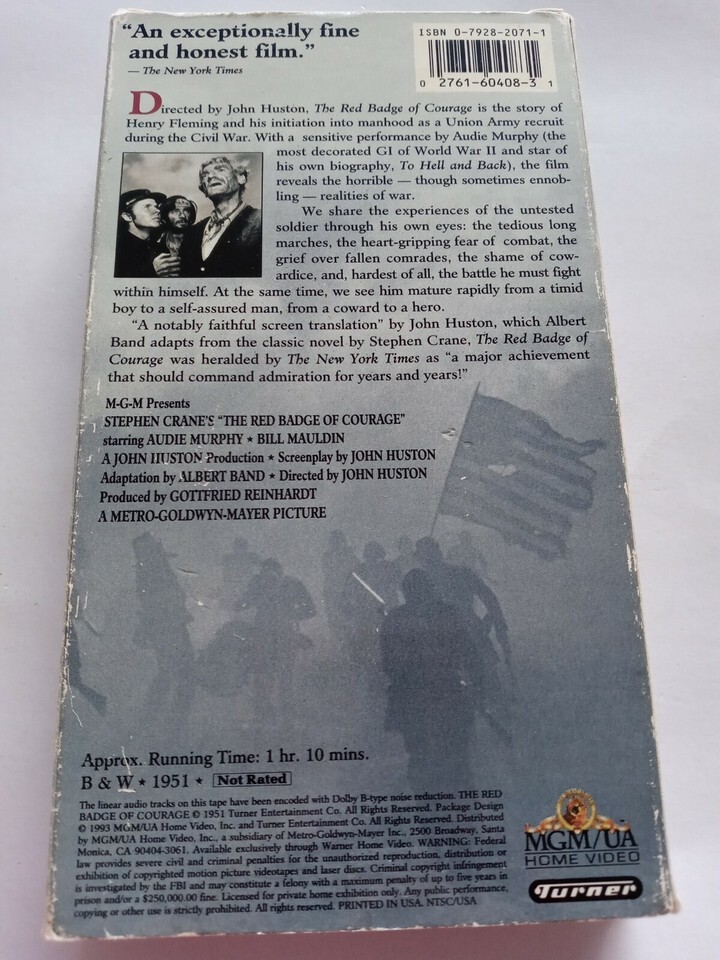 "An exceptionally fine
and honest film."
— The New York Times
ISBN 0-7928-2071-1
0 2761-60408-3 1
Directed by John Huston, The Red Badge of Courage is the story of
Henry Fleming and his initiation into manhood as a Union Army recruit
during the Civil War. With a sensitive performance by Audie Murphy (the
most decorated GI of World War II and star of
his own biography, To Hell and Back), the film
reveals the horrible — though sometimes ennob-
ling — realities of war.
We share the experiences of the untested
soldier through his own eyes: the tedious long
marches, the heart-gripping fear of combat, the
grief over fallen comrades, the shame of cow-
ardice, and, hardest of all, the battle he must fight
within himself. At the same time, we see him mature rapidly from a timid
boy to a self-assured man, from a coward to a hero.
"A notably faithful screen translation" by John Huston, which Albert
Band adapts from the classic novel by Stephen Crane, The Red Badge of
Courage was heralded by The New York Times as "a major achievement
that should command admiration for years and years!"
M-G-M Presents
STEPHEN CRANE'S "THE RED BADGE OF COURAGE"
starring AUDIE MURPHY ★ BILL MAULDIN
A JOHN HUSTON Production ★ Screenplay by JOHN HUSTON
Adaptation by ALBERT BAND ★ Directed by JOHN HUSTON
Produced by GOTTFRIED REINHARDT
A METRO-GOLDWYN-MAYER PICTURE
Approx. Running Time: 1 hr. 10 mins.
B & W ★ 1951 ★ Not Rated
The linear audio tracks on this tape have been encoded with Dolby B-type noise reduction. THE RED
BADGE OF COURAGE © 1951 Turner Entertainment Co. All Rights Reserved. Package Design
© 1993 MGM/UA Home Video, Inc. and Turner Entertainment Co. All Rights Reserved. Distributed
by MGM/UA Home Video, Inc., a subsidiary of Metro-Goldwyn-Mayer Inc., 2500 Broadway, Santa
Monica, CA 90404-3061. Available exclusively through Warner Home Video. WARNING: Federal
law provides severe civil and criminal penalties for the unauthorized reproduction, distribution or
exhibition of copyrighted motion picture videotapes and laser discs. Criminal copyright infringement
is investigated by the FBI and may constitute a felony with a maximum penalty of up to five years in
prison and/or a $250,000.00 fine. Licensed for private home exhibition only. Any public performance,
copying or other use is strictly prohibited. All rights reserved. PRINTED IN USA. NTSC/USA
MGM/UA
HOME VIDEO
Turner